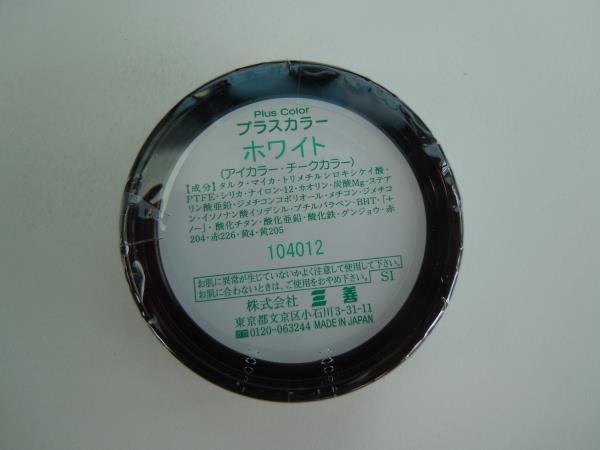 Plus Color
プラスカラー
ホワイト
(アイカラー・チークカラー)
【成分】タルク・マイカ・トリメチルシロキシケイ酸・
PTFE・シリカ・ナイロン-12・カオリン・炭酸Mg・ステア
リン酸亜鉛・ジメチコンコポリオール・メチコン・ジメチコ
ン・イソノナン酸イソデシル・ブチルパラベン・BHT・「+
/−」・酸化チタン・酸化亜鉛・酸化鉄・グンジョウ・赤
204・赤226・黄4・黄205
104012
お肌に異常が生じていないかよく注意して使用して下さい。
お肌に合わないときは、ご使用をおやめ下さい。
SI
株式会社 三善
東京都文京区小石川3-31-11
0120-063244 MADE IN JAPAN